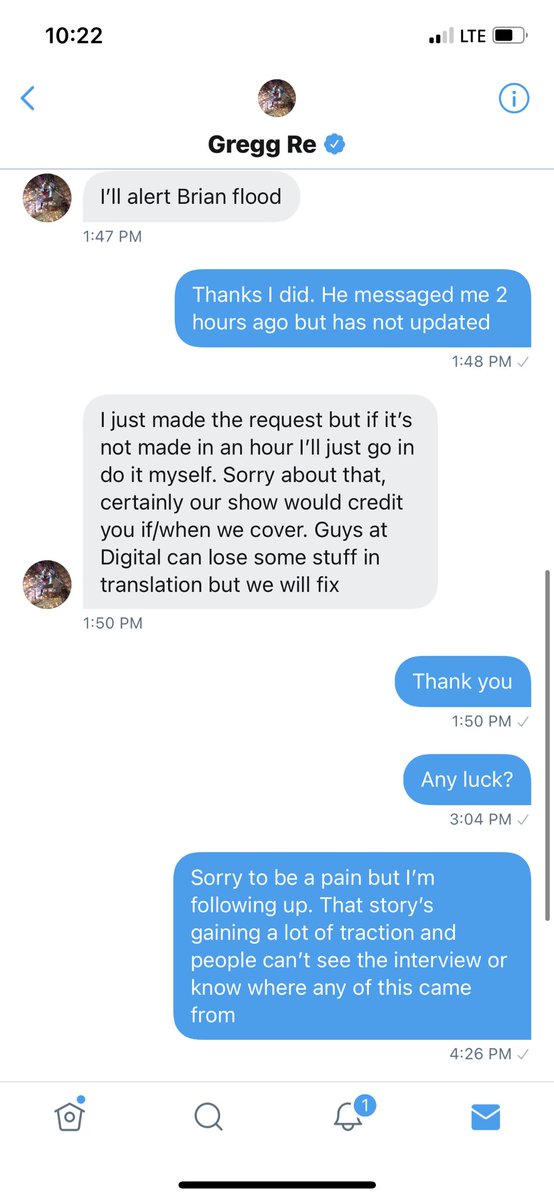 10:22
LTE
Gregg Re
I'll alert Brian flood
1:47 PM
Thanks I did. He messaged me 2
hours ago but has not updated
1:48 PM ✓
I just made the request but if it's
not made in an hour I'll just go in
do it myself. Sorry about that,
certainly our show would credit
you if/when we cover. Guys at
Digital can lose some stuff in
translation but we will fix
1:50 PM
Thank you
1:50 PM ✓
Any luck?
3:04 PM ✓
Sorry to be a pain but I'm
following up. That story's
gaining a lot of traction and
people can't see the interview or
know where any of this came
from
4:26 PM ✓
1